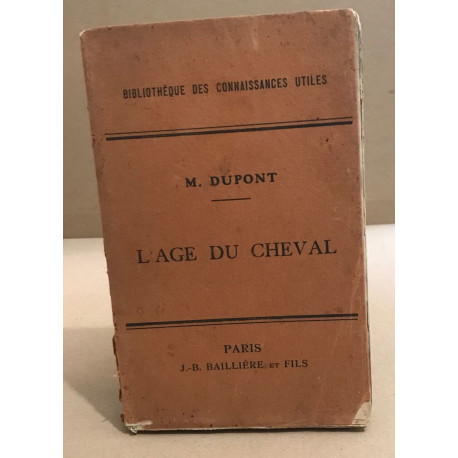 BIBLIOTHÈQUE DES CONNAISSANCES UTILES
M. DUPONT
L'AGE DU CHEVAL
PARIS
J.-B. BAILLIÈRE ET FILS